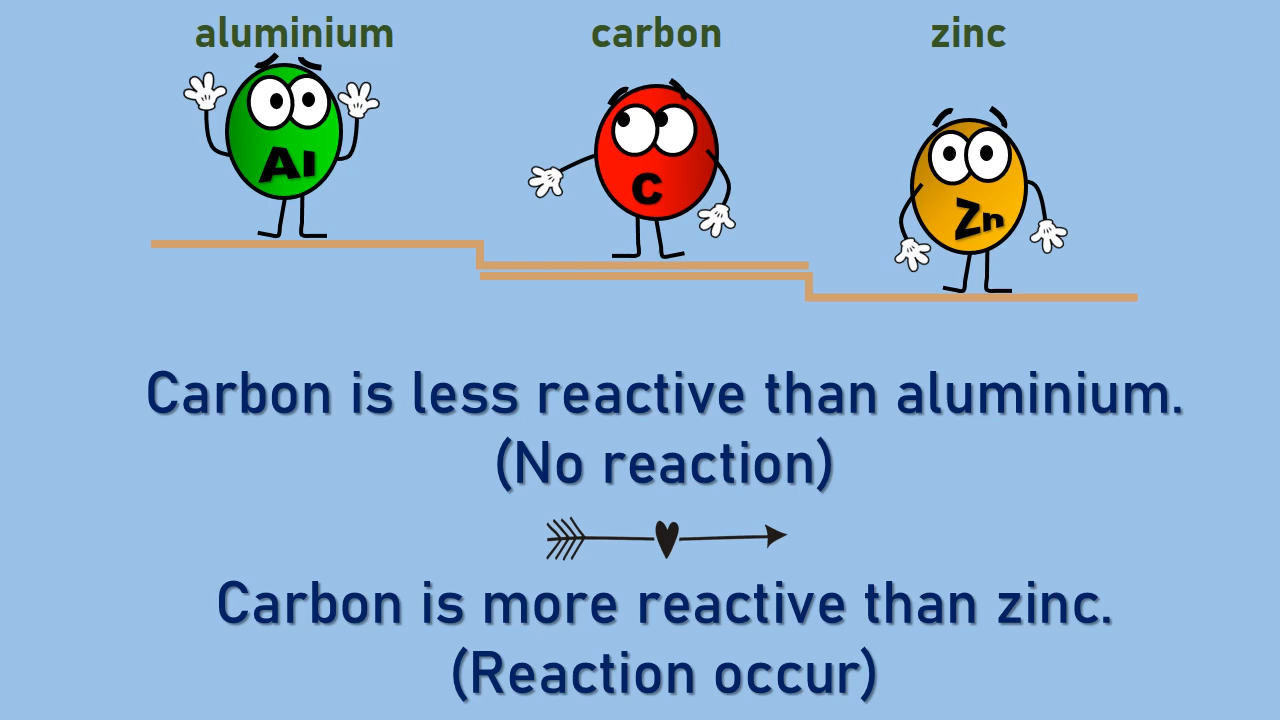 aluminium carbon zinc
Al C Zn
Carbon is less reactive than aluminium.
(No reaction)
Carbon is more reactive than zinc.
(Reaction occur)